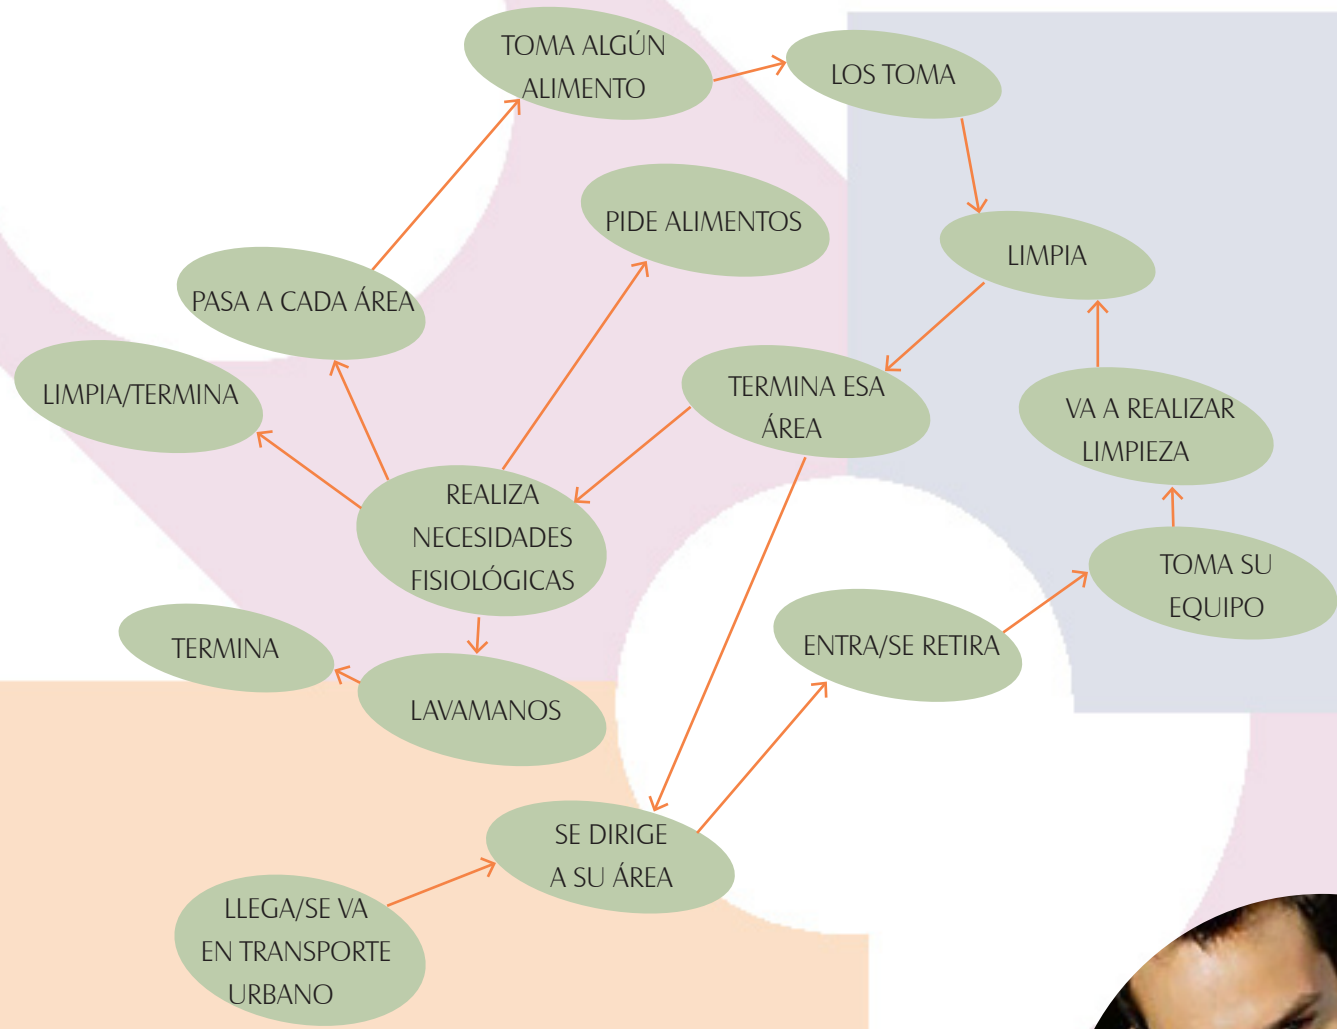 TOMA ALGÚN
ALIMENTO
LOS TOMA
PIDE ALIMENTOS
LIMPIA
PASA A CADA ÁREA
LIMPIA/TERMINA
TERMINA ESA
ÁREA
VA A REALIZAR
LIMPIEZA
REALIZA
NECESIDADES
FISIOLÓGICAS
TOMA SU
EQUIPO
TERMINA
ENTRA/SE RETIRA
LAVAMANOS
SE DIRIGE
A SU ÁREA
LLEGA/SE VA
EN TRANSPORTE
URBANO